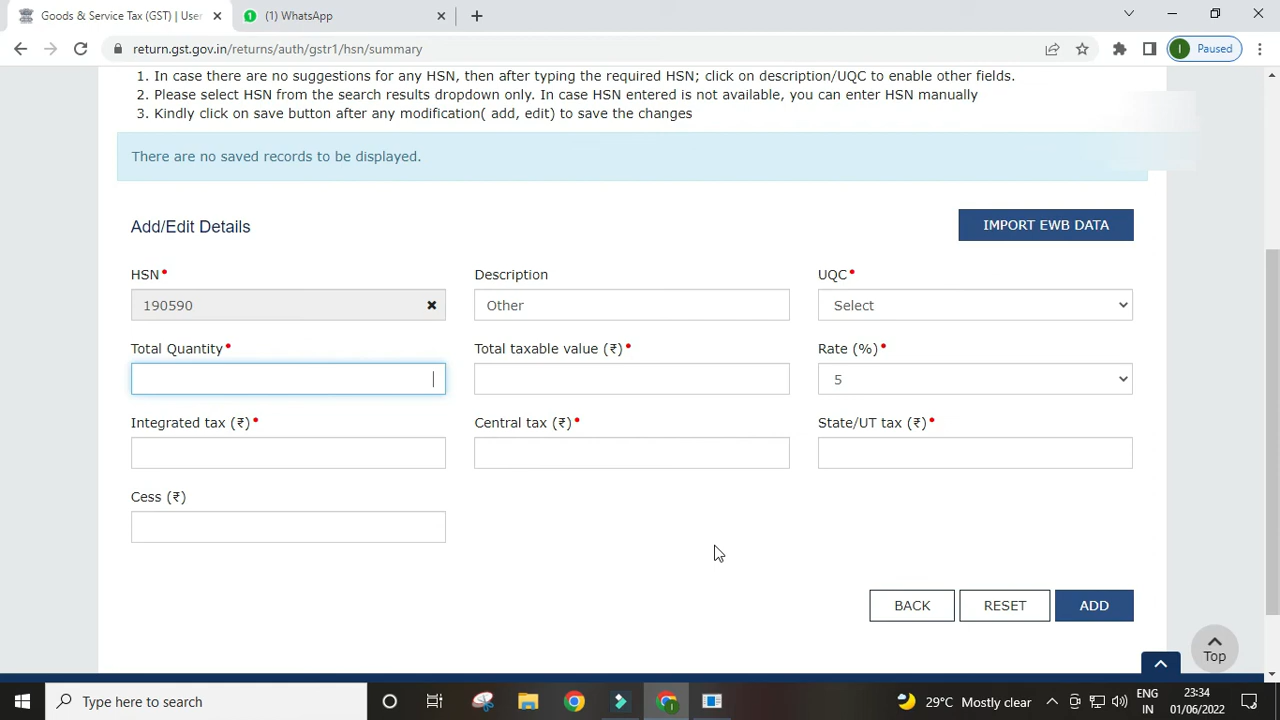 Goods & Service Tax (GST) | User
(1) WhatsApp
return.gst.gov.in/returns/auth/gstr1/hsn/summary
Paused
1. In case there are no suggestions for any HSN, then after typing the required HSN; click on description/UQC to enable other fields.
2. Please select HSN from the search results dropdown only. In case HSN entered is not available, you can enter HSN manually
3. Kindly click on save button after any modification( add, edit) to save the changes
There are no saved records to be displayed.
Add/Edit Details
IMPORT EWB DATA
HSN• Description UQC•
190590 Other Select
Total Quantity• Total taxable value (₹)• Rate (%)•
5
Integrated tax (₹)• Central tax (₹)• State/UT tax (₹)•
Cess (₹)
BACK RESET ADD
Top
Type here to search
29°C Mostly clear
ENG
IN
23:34
01/06/2022